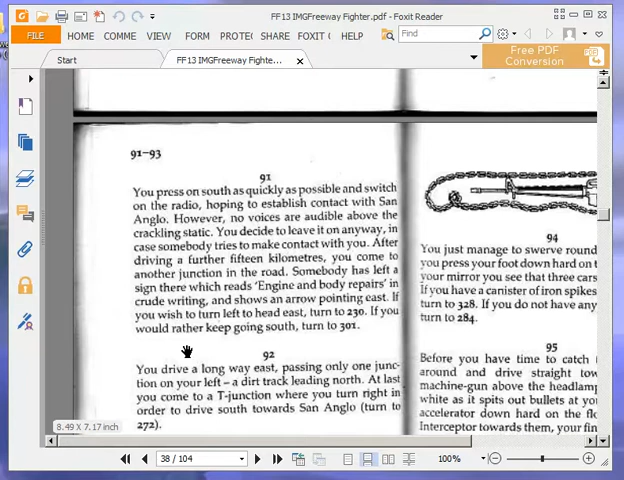 FF13 IMGFreeway Fighter.pdf - Foxit Reader
FILE HOME COMME VIEW FORM PROTE SHARE FOXIT HELP Find
Start FF13 IMGFreeway Fighte...
Free PDF
Conversion
91-93
91
You press on south as quickly as possible and switch
on the radio, hoping to establish contact with San
Anglo. However, no voices are audible above the
crackling static. You decide to leave it on anyway, in
case somebody tries to make contact with you. After
driving a further fifteen kilometres, you come to
another junction in the road. Somebody has left a
sign there which reads 'Engine and body repairs' in
crude writing, and shows an arrow pointing east. If
you wish to turn left to head east, turn to 230. If you
would rather keep going south, turn to 301.
92
You drive a long way east, passing only one junc-
tion on your left – a dirt track leading north. At last
you come to a T-junction where you turn right in
order to drive south towards San Anglo (turn to
272).
94
You just manage to swerve round
you press your foot down hard on t
your mirror you see that three cars
If you have a canister of iron spikes
turn to 328. If you do not have any
turn to 284.
95
Before you have time to catch
around and drive straight tow
machine-gun above the headlamp
white as it spits out bullets at yo
accelerator down hard on the flo
Interceptor towards them, your fin
8.49 X 7.17 inch
38 / 104
100%